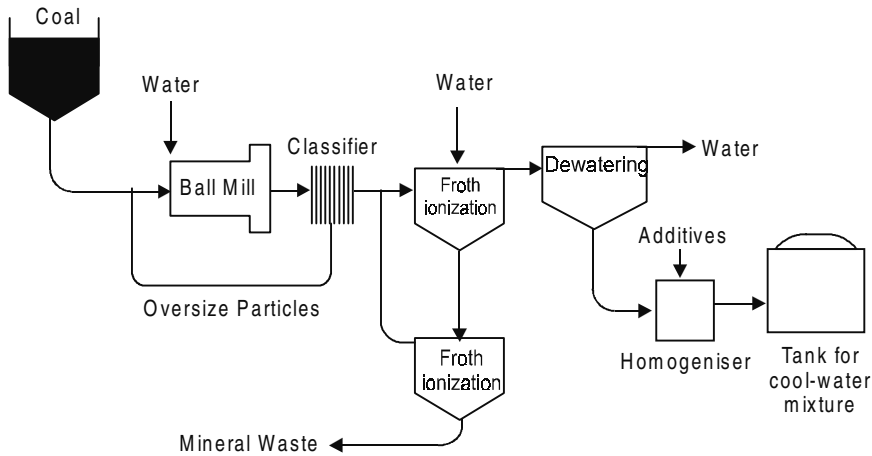 Coal
Water
Ball Mill
Classifier
Oversize Particles
Water
Froth
ionization
Froth
ionization
Mineral Waste
Dewatering
Water
Additives
Homogeniser
Tank for
cool-water
mixture